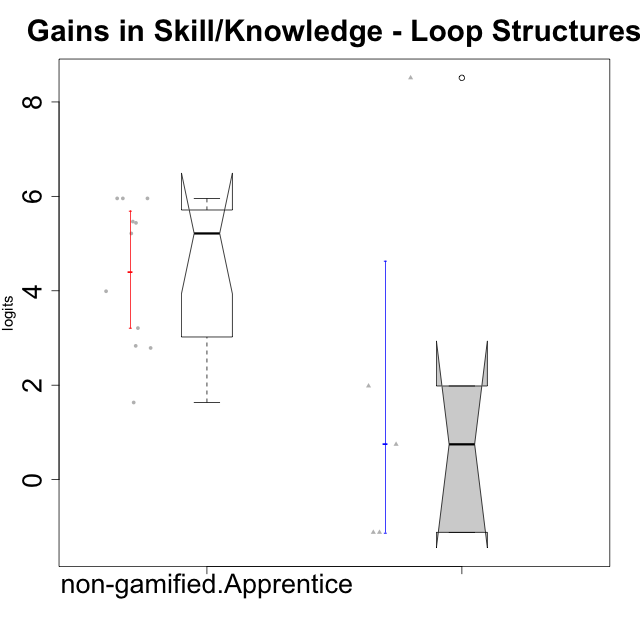 Gains in Skill/Knowledge - Loop Structures
8
6
4
2
0
logits
non-gamified.Apprentice